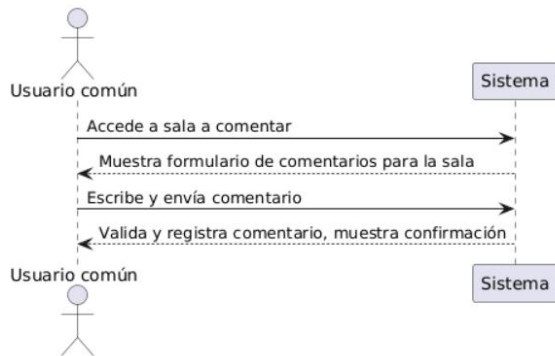 Usuario común
Sistema
Accede a sala a comentar
Muestra formulario de comentarios para la sala
Escribe y envía comentario
Valida y registra comentario, muestra confirmación
Usuario común
Sistema